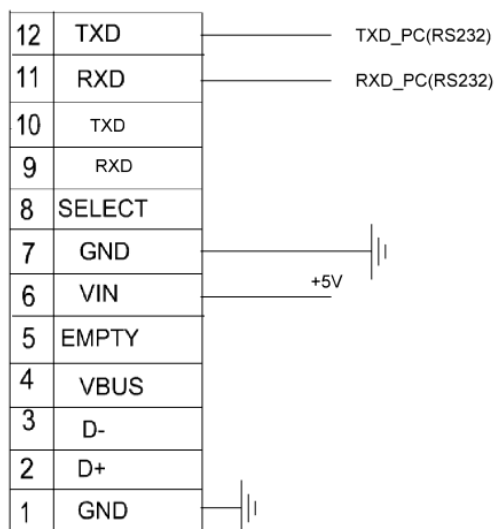 12 TXD TXD_PC(RS232)
11 RXD RXD_PC(RS232)
10 TXD
9 RXD
8 SELECT
7 GND
6 VIN +5V
5 EMPTY
4 VBUS
3 D-
2 D+
1 GND